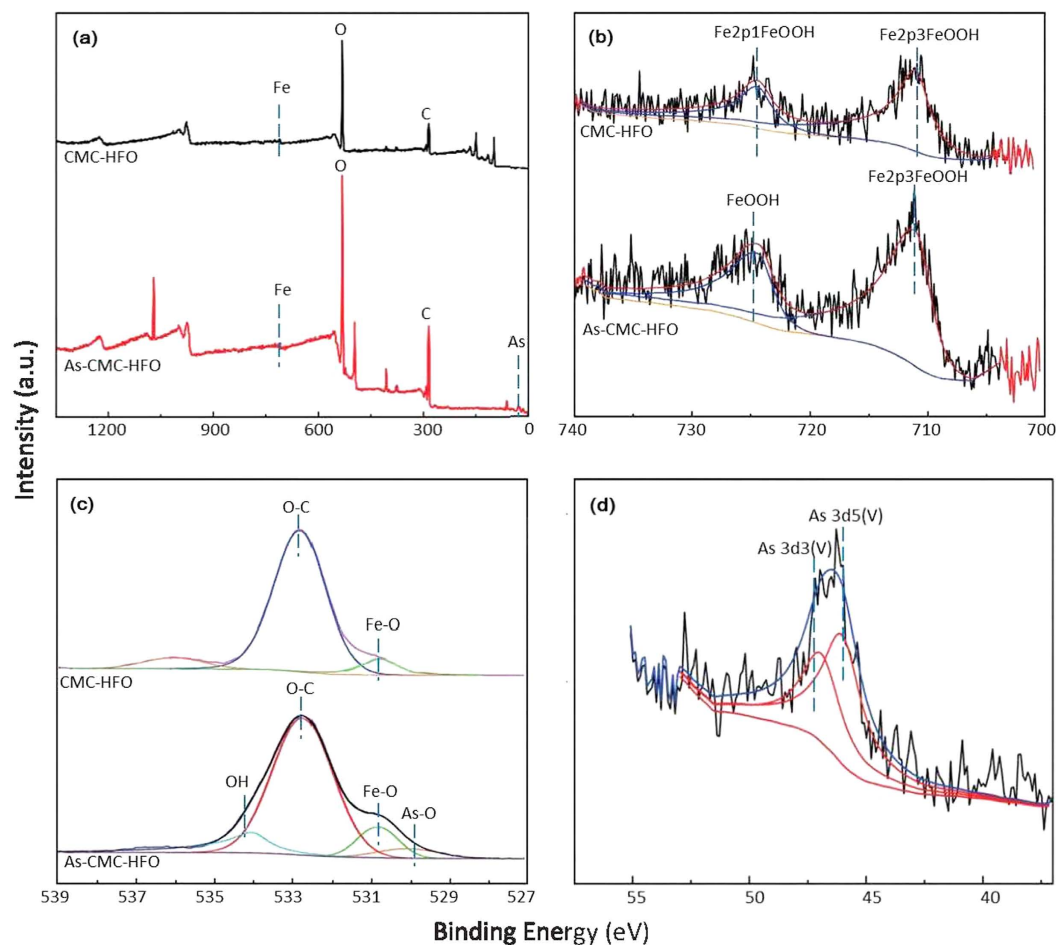 (a)
O
Fe
C
CMC-HFO
O
Fe
C
As
As-CMC-HFO
1200 900 600 300 0
(b)
Fe2p1FeOOH Fe2p3FeOOH
CMC-HFO
Fe2p3FeOOH
FeOOH
As-CMC-HFO
740 730 720 710 700
Intensity (a.u.)
(c)
O-C
Fe-O
CMC-HFO
O-C
OH
Fe-O
As-O
As-CMC-HFO
539 537 535 533 531 529 527
(d)
As 3d5(V)
As 3d3(V)
55 50 45 40
Binding Energy (eV)